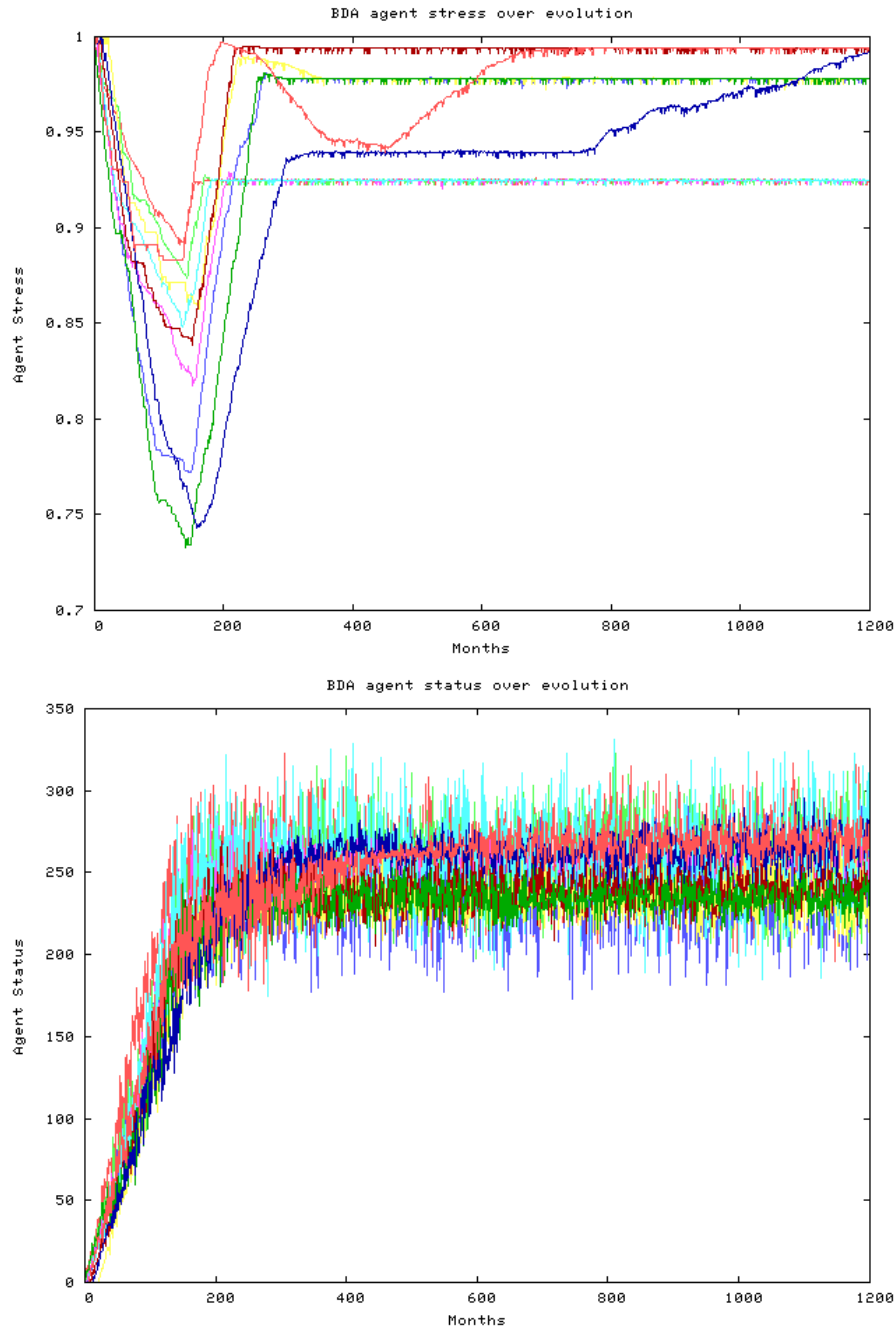 BDA agent stress over evolution
1
0.95
0.9
0.85
0.8
0.75
0.7
Agent Stress
0 200 400 600 800 1000 1200
Months
BDA agent status over evolution
350
300
250
200
150
100
50
0
Agent Status
0 200 400 600 800 1000 1200
Months